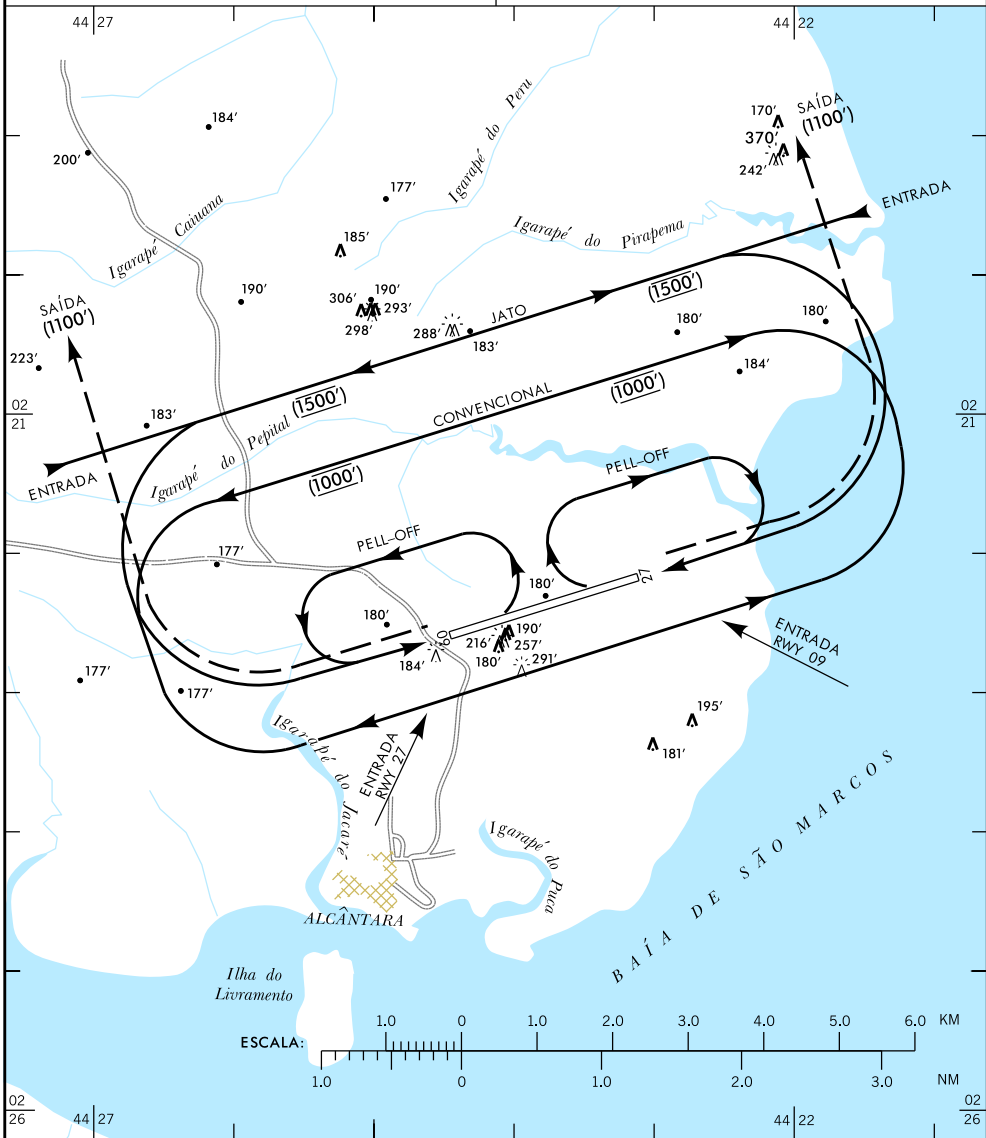 44 27
44 22
170'
SAÍDA
(1100')
370'
242'
184'
200'
Igarapé do Peru
177'
ENTRADA
Igarapé Caiuana
Igarapé do Pirapema
185'
190'
306'
190'
293'
298'
SAÍDA
(1100')
JATO
(1500')
288'
183'
180'
180'
223'
184'
CONVENCIONAL
(1000')
(1500')
02
21
02
21
183'
Igarapé do Pepital
ENTRADA
(1000')
PELL-OFF
PELL-OFF
177'
27
180'
180'
09
216'
190'
257'
184'
180'
291'
ENTRADA
RWY 09
177'
177'
195'
181'
Igarapé do Jacaré
ENTRADA
RWY 27
Igarapé do Puca
BAÍA DE SÃO MARCOS
ALCÂNTARA
Ilha do
Livramento
1.0 0 1.0 2.0 3.0 4.0 5.0 6.0 KM
ESCALA:
1.0 0 1.0 2.0 3.0 NM
02
26
44 27
44 22
02
26